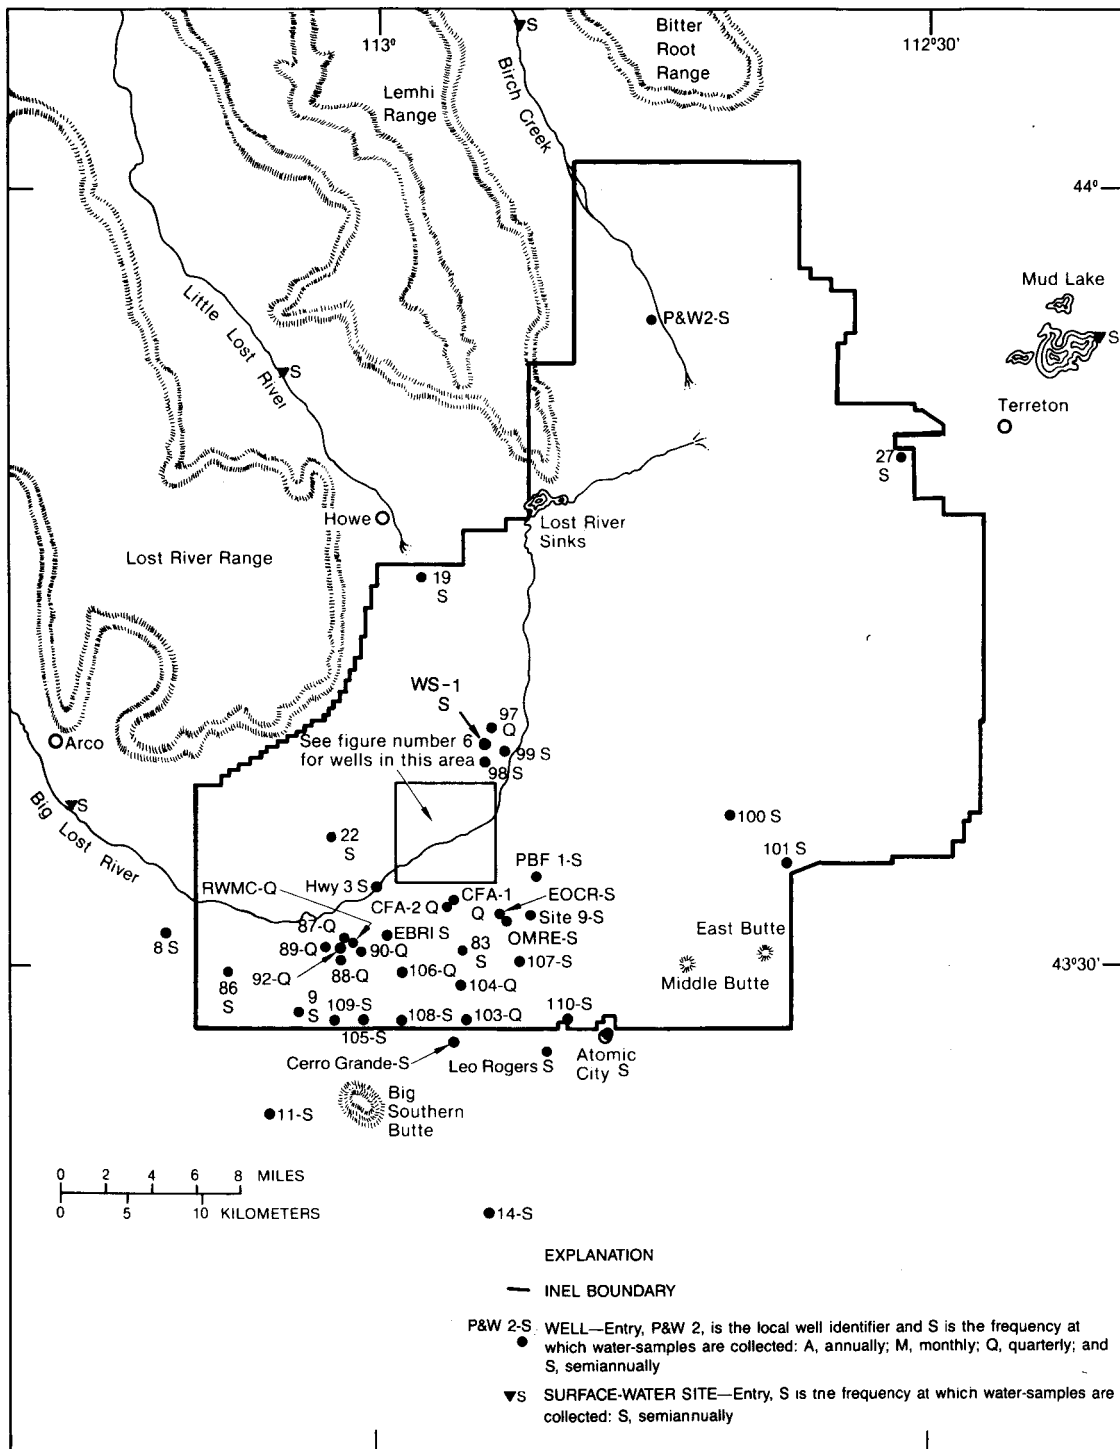 113°
112°30'
S
Bitter
Root
Range
Birch Creek
Lemhi
Range
44°
Mud Lake
S
P&W2-S
Little Lost River
S
Terreton
27
S
Howe
Lost River
Sinks
Lost River Range
19
S
WS-1
S
97
Q
See figure number 6
for wells in this area
99 S
98 S
Arco
S
Big Lost River
22
S
100 S
101 S
PBF 1-S
RWMC-Q
Hwy 3 S
CFA-1
Q
EOCR-S
CFA-2 Q
Site 9-S
87-Q
EBRI S
OMRE-S
8 S
89-Q
90-Q
83
S
East Butte
107-S
92-Q
88-Q
106-Q
Middle Butte
43°30'
86
S
104-Q
9
S
109-S
108-S
103-Q
110-S
105-S
Cerro Grande-S
Leo Rogers S
Atomic
City S
Big
Southern
Butte
11-S
0 2 4 6 8 MILES
0 5 10 KILOMETERS
14-S
EXPLANATION
INEL BOUNDARY
P&W 2-S WELL—Entry, P&W 2, is the local well identifier and S is the frequency at
which water-samples are collected: A, annually; M, monthly; Q, quarterly; and
S, semiannually
S SURFACE-WATER SITE—Entry, S is the frequency at which water-samples are
collected: S, semiannually